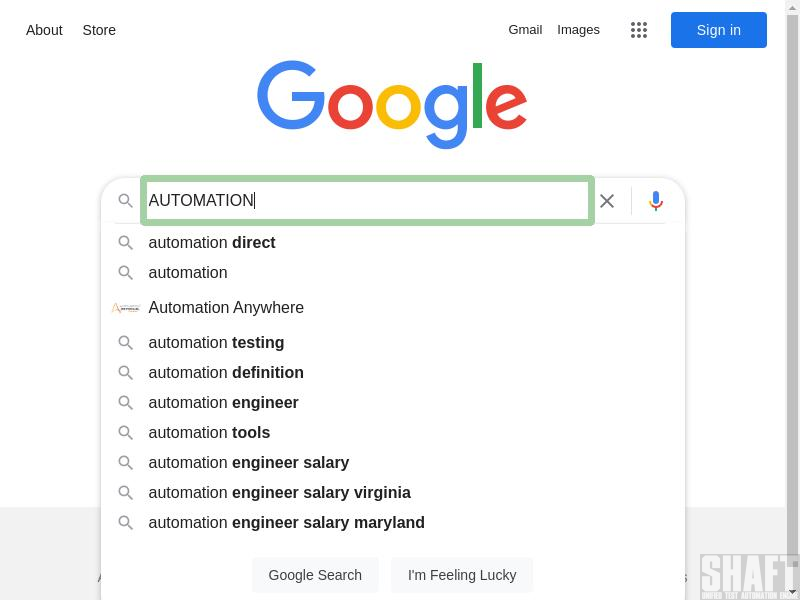 About Store Gmail Images Sign in
Google
AUTOMATION
automation direct
automation
Automation Anywhere
automation testing
automation definition
automation engineer
automation tools
automation engineer salary
automation engineer salary virginia
automation engineer salary maryland
Google Search I'm Feeling Lucky
SHAFT